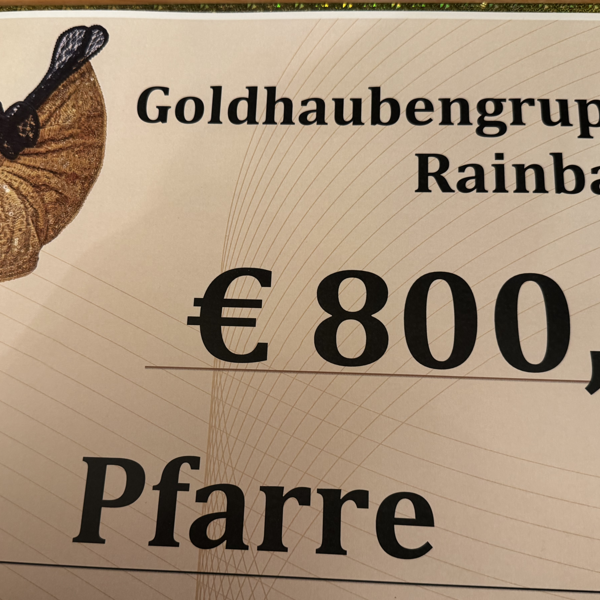 Goldhaubengrup
Rainba
€ 800,
Pfarre